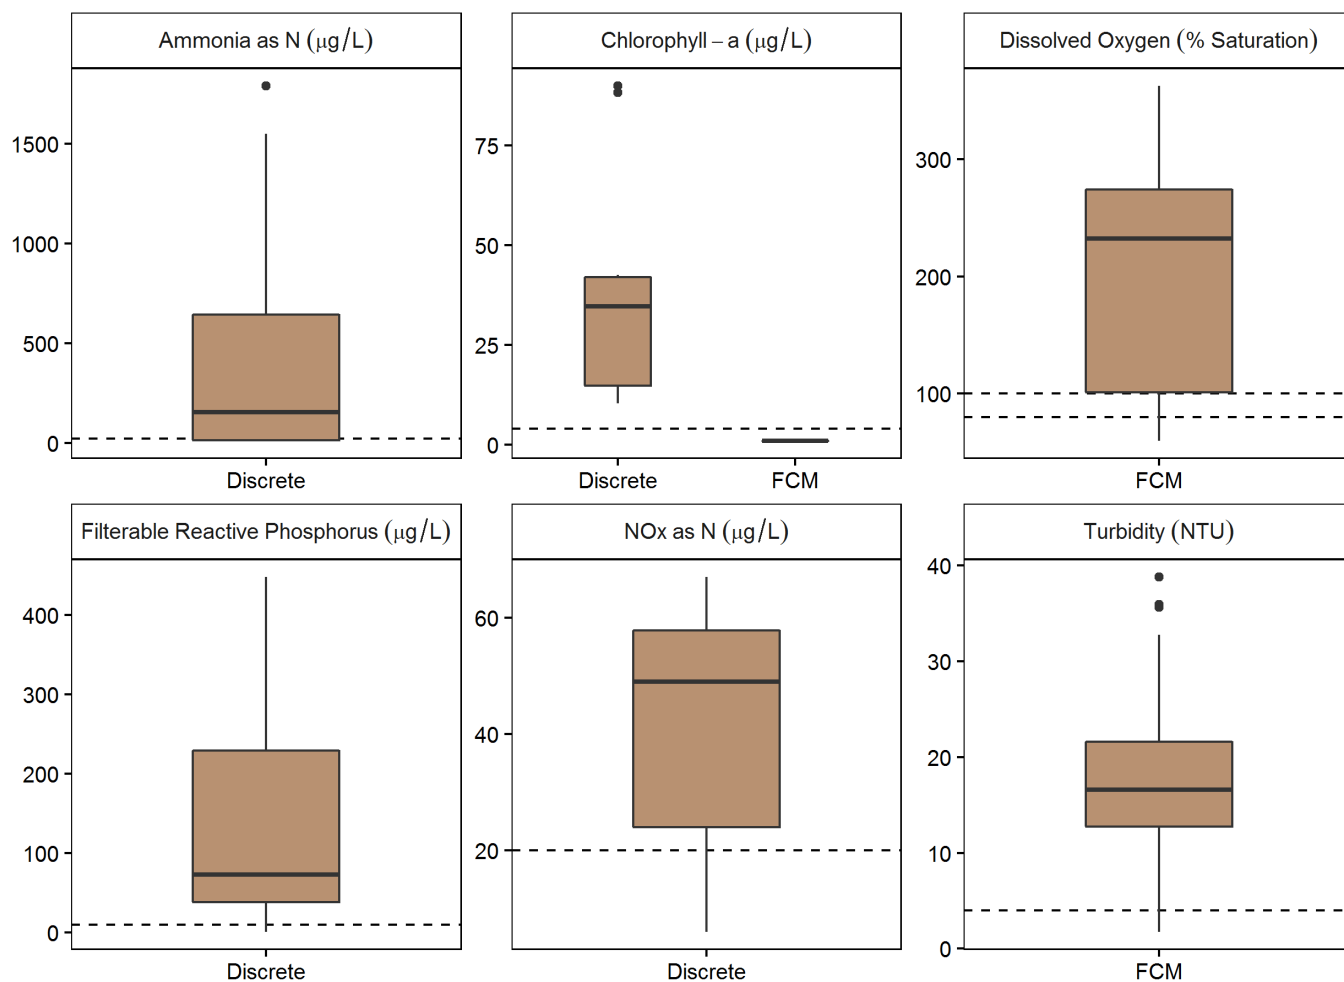 Ammonia as N (μg/L)
1500
1000
500
0
Discrete
Chlorophyll – a (μg/L)
75
50
25
0
Discrete FCM
Dissolved Oxygen (% Saturation)
300
200
100
FCM
Filterable Reactive Phosphorus (μg/L)
400
300
200
100
0
Discrete
NOx as N (μg/L)
60
40
20
Discrete
Turbidity (NTU)
40
30
20
10
0
FCM